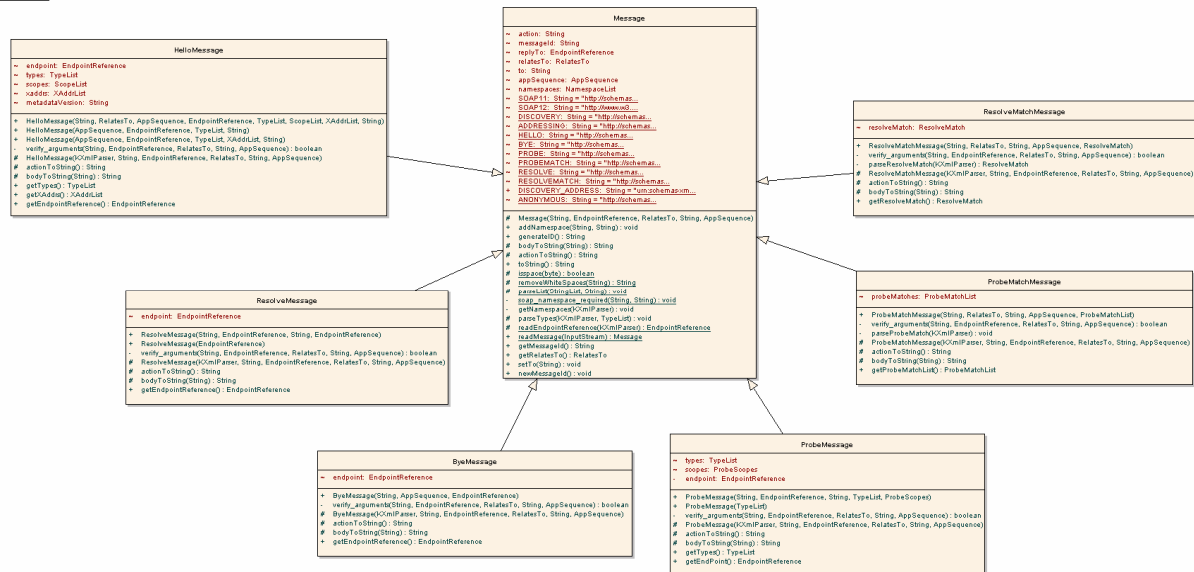 Message
~ action: String
~ messageId: String
~ replyTo: EndpointReference
~ relatesTo: RelatesTo
~ to: String
~ appSequence: AppSequence
~ namespaces: NamespaceList
~ SOAP11: String = "http://schemas...
~ SOAP12: String =
~ DISCOVERY: String = "http://schemas...
~ ADDRESSING: String = "http://schemas...
~ HELLO: String = "http://schemas...
~ BYE: String = "http://schemas...
~ PROBE: String = "http://schemas...
~ PROBEMATCH: String = "http://schemas...
~ RESOLVE: String = "http://schemas...
~ RESOLVEMATCH: String = "http://schemas...
+ DISCOVERY_ADDRESS: String = "urn:schemas-xm...
~ ANONYMOUS: String = "http://schemas...
# Message(String, EndpointReference, RelatesTo, String, AppSequence)
+ addNamespace(String, String) : void
+ generateID() : String
# bodyToString(String) : String
# actionToString() : String
+ toString() : String
# isspace(byte) : boolean
# removeWhiteSpaces(String) : String
# parseList(StringList, String) : void
- soap_namespace_required(String, String) : void
- getNamespaces(KXmlParser) : void
# parseTypes(KXmlParser, TypeList) : void
# readEndpointReference(KXmlParser) : EndpointReference
+ readMessage(InputStream) : Message
+ getMessageId() : String
+ getRelatesTo() : RelatesTo
+ setTo(String) : void
+ newMessageId() : void
HelloMessage
~ endpoint: EndpointReference
~ types: TypeList
~ scopes: ScopeList
~ xaddrs: XAddrList
~ metadataVersion: String
+ HelloMessage(String, RelatesTo, AppSequence, EndpointReference, TypeList, ScopeList, XAddrList, String)
+ HelloMessage(AppSequence, EndpointReference, TypeList, String)
+ HelloMessage(AppSequence, EndpointReference, TypeList, XAddrList, String)
- verify_arguments(String, EndpointReference, RelatesTo, String, AppSequence) : boolean
# HelloMessage(KXmlParser, String, EndpointReference, RelatesTo, String, AppSequence)
# actionToString() : String
# bodyToString(String) : String
+ getTypes() : TypeList
+ getXAddrs() : XAddrList
+ getEndpointReference() : EndpointReference
ResolveMatchMessage
~ resolveMatch: ResolveMatch
+ ResolveMatchMessage(String, RelatesTo, String, AppSequence, ResolveMatch)
- verify_arguments(String, EndpointReference, RelatesTo, String, AppSequence) : boolean
- parseResolveMatch(KXmlParser) : ResolveMatch
# ResolveMatchMessage(KXmlParser, String, EndpointReference, RelatesTo, String, AppSequence)
# actionToString() : String
# bodyToString(String) : String
+ getResolveMatch() : ResolveMatch
ResolveMessage
~ endpoint: EndpointReference
+ ResolveMessage(String, EndpointReference, String, EndpointReference)
+ ResolveMessage(EndpointReference)
- verify_arguments(String, EndpointReference, RelatesTo, String, AppSequence) : boolean
# ResolveMessage(KXmlParser, String, EndpointReference, RelatesTo, String, AppSequence)
# actionToString() : String
# bodyToString(String) : String
+ getEndpointReference() : EndpointReference
ProbeMatchMessage
~ probeMatches: ProbeMatchList
+ ProbeMatchMessage(String, RelatesTo, String, AppSequence, ProbeMatchList)
- verify_arguments(String, EndpointReference, RelatesTo, String, AppSequence) : boolean
- parseProbeMatch(KXmlParser) : void
# ProbeMatchMessage(KXmlParser, String, EndpointReference, RelatesTo, String, AppSequence)
# actionToString() : String
# bodyToString(String) : String
+ getProbeMatchList() : ProbeMatchList
ByeMessage
~ endpoint: EndpointReference
+ ByeMessage(String, AppSequence, EndpointReference)
- verify_arguments(String, EndpointReference, RelatesTo, String, AppSequence) : boolean
# ByeMessage(KXmlParser, String, EndpointReference, RelatesTo, String, AppSequence)
# actionToString() : String
# bodyToString(String) : String
+ getEndpointReference() : EndpointReference
ProbeMessage
~ types: TypeList
~ scopes: ProbeScopes
- endpoint: EndpointReference
+ ProbeMessage(String, EndpointReference, String, TypeList, ProbeScopes)
+ ProbeMessage(TypeList)
- verify_arguments(String, EndpointReference, RelatesTo, String, AppSequence) : boolean
# ProbeMessage(KXmlParser, String, EndpointReference, RelatesTo, String, AppSequence)
# actionToString() : String
# bodyToString(String) : String
+ getTypes() : TypeList
+ getEndPoint() : EndpointReference